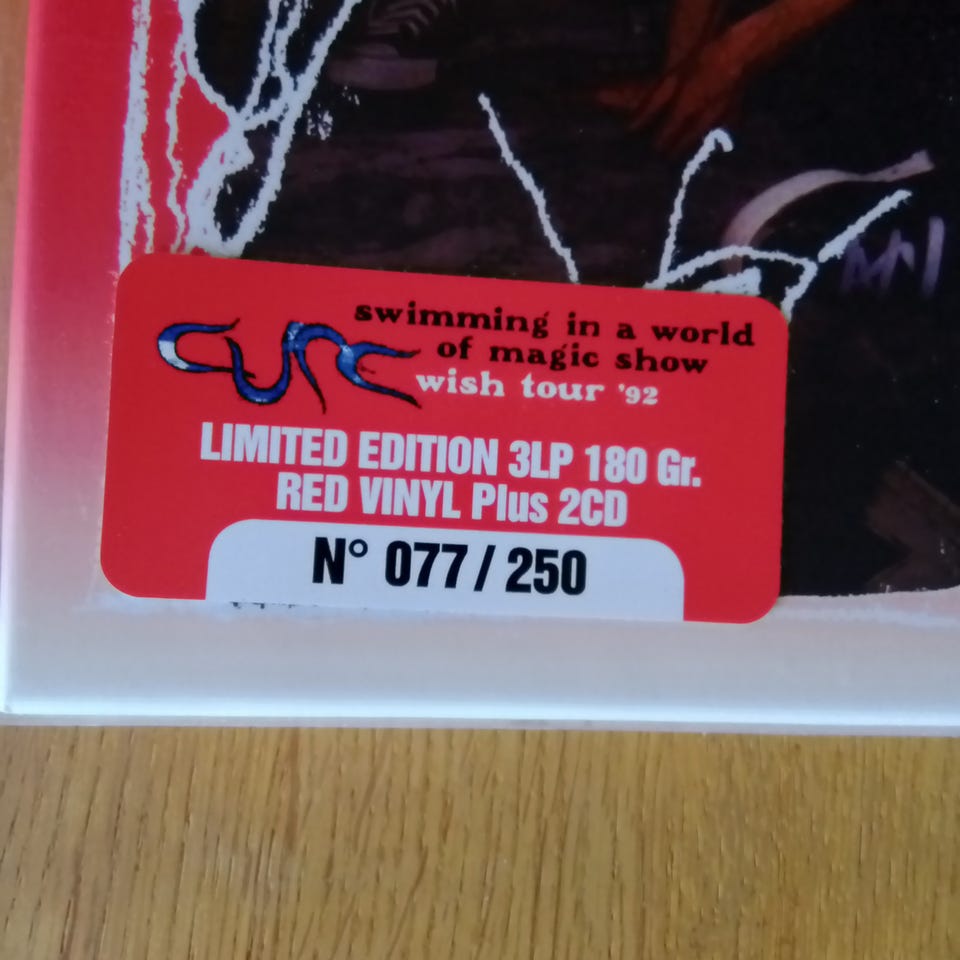 CURE
swimming in a world
of magic show
wish tour '92
LIMITED EDITION 3LP 180 Gr.
RED VINYL Plus 2CD
N° 077 / 250